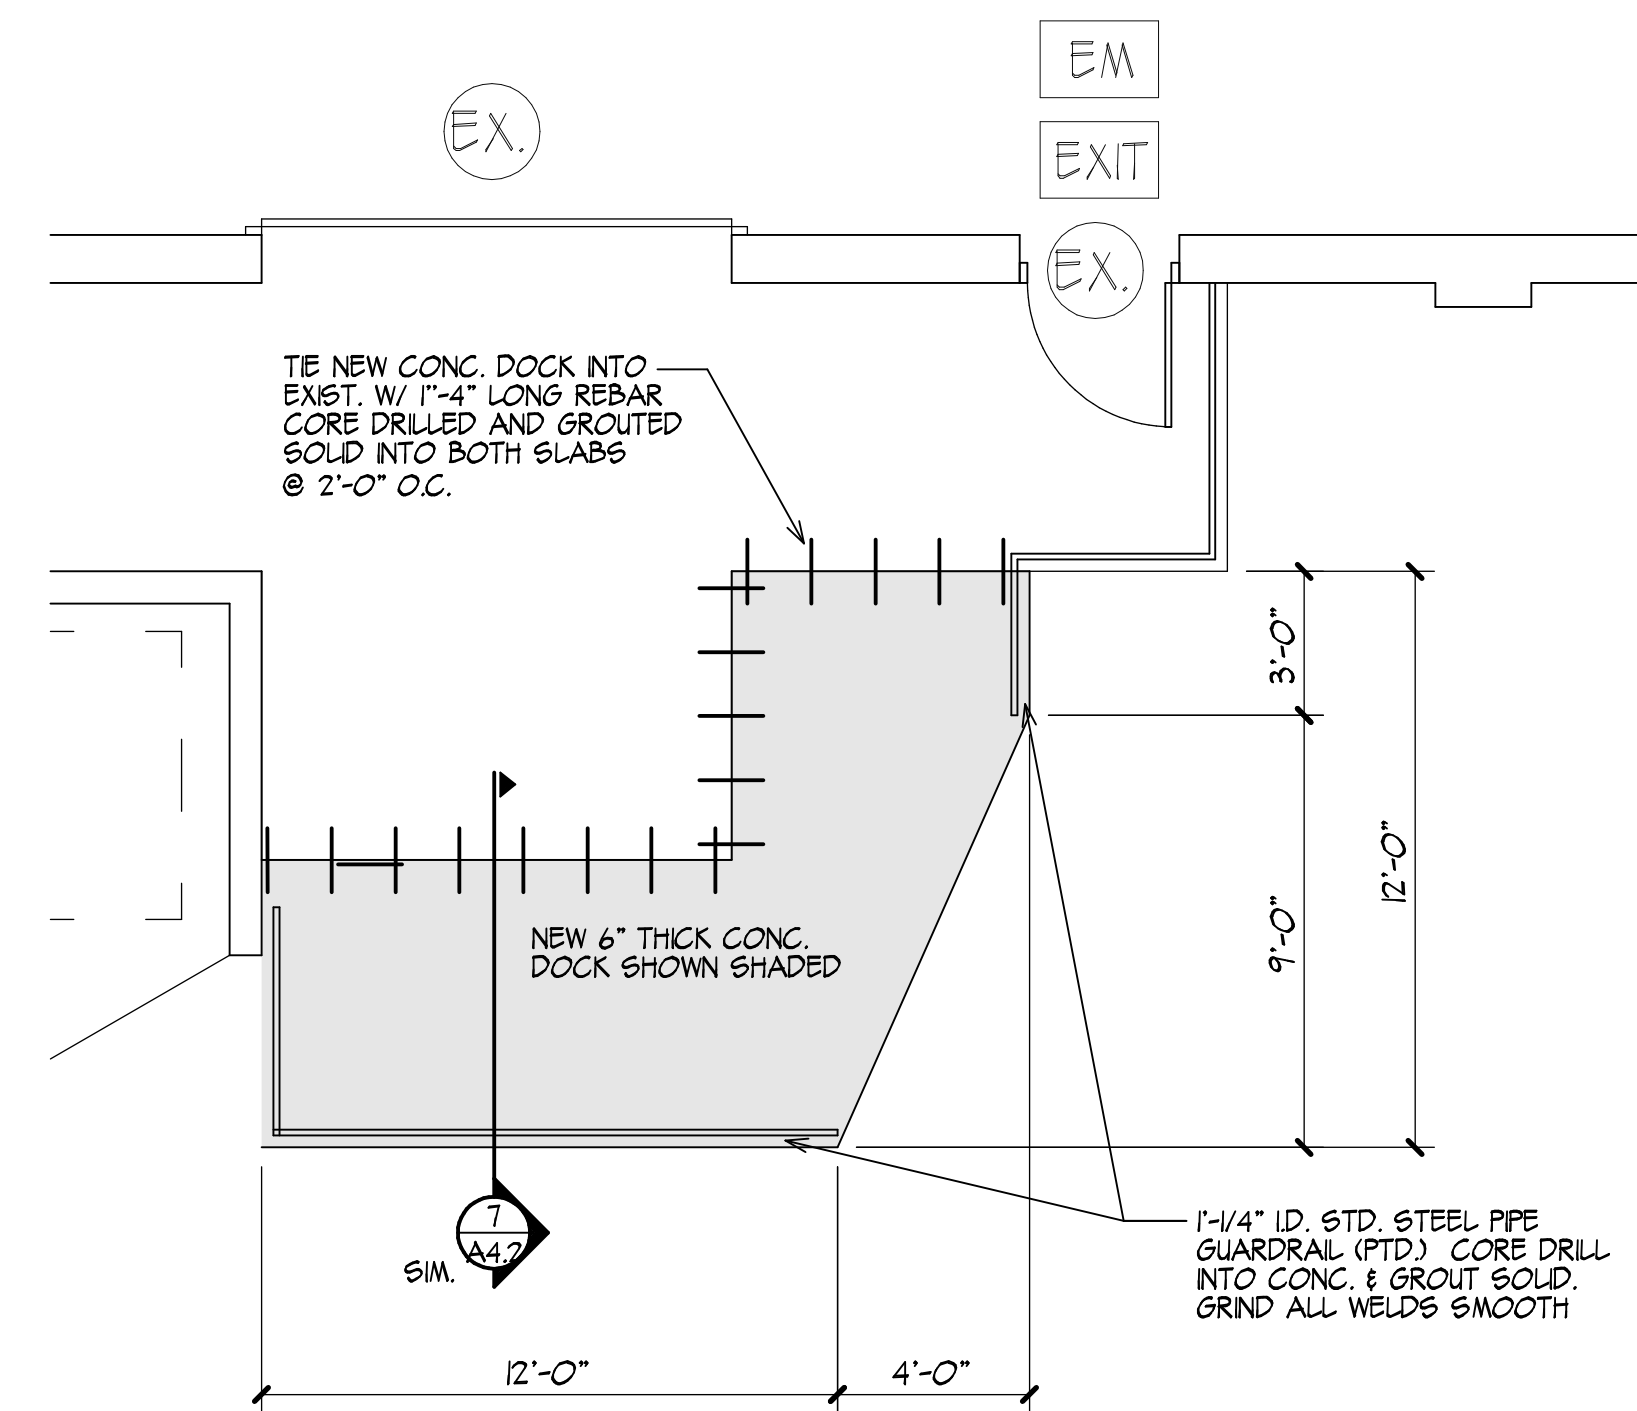 EM
EX.
EXIT
EX.
TIE NEW CONC. DOCK INTO
EXIST. W/ 1"-4" LONG REBAR
CORE DRILLED AND GROUTED
SOLID INTO BOTH SLABS
@ 2'-0" O.C.
3'-0"
12'-0"
9'-0"
NEW 6" THICK CONC.
DOCK SHOWN SHADED
7
A4.2
SIM.
1'-1/4" I.D. STD. STEEL PIPE
GUARDRAIL (PTD.) CORE DRILL
INTO CONC. & GROUT SOLID.
GRIND ALL WELDS SMOOTH
12'-0"
4'-0"